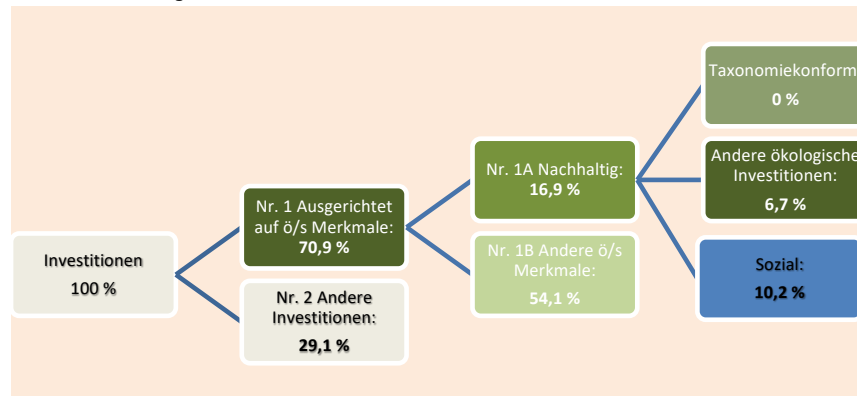 Investitionen
100 %
Nr. 1 Ausgerichtet
auf ö/s Merkmale:
70,9 %
Nr. 2 Andere
Investitionen:
29,1 %
Nr. 1A Nachhaltig:
16,9 %
Nr. 1B Andere ö/s
Merkmale:
54,1 %
Taxonomiekonform
0 %
Andere ökologische
Investitionen:
6,7 %
Sozial:
10,2 %